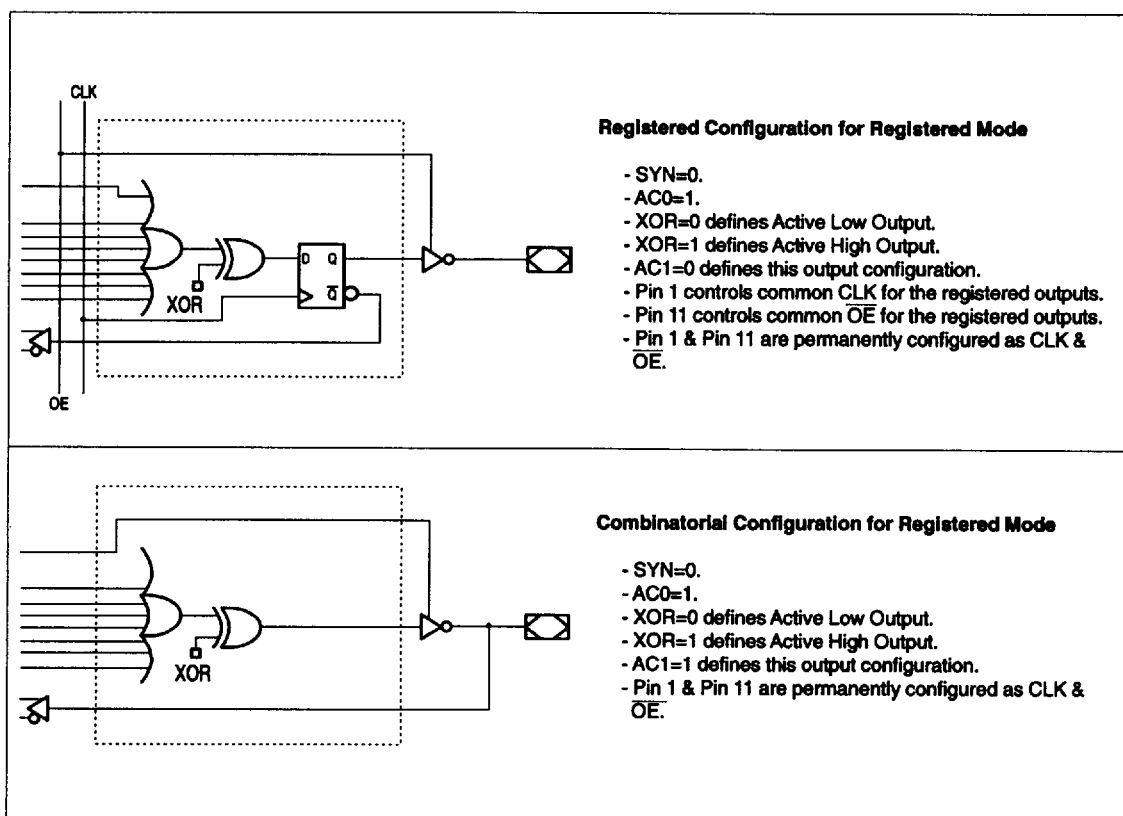 CLK
D Q
Q̅
XOR
OE
Registered Configuration for Registered Mode
- SYN=0.
- AC0=1.
- XOR=0 defines Active Low Output.
- XOR=1 defines Active High Output.
- AC1=0 defines this output configuration.
- Pin 1 controls common CLK for the registered outputs.
- Pin 11 controls common O̅E̅ for the registered outputs.
- Pin 1 & Pin 11 are permanently configured as CLK &
O̅E̅.
XOR
Combinatorial Configuration for Registered Mode
- SYN=0.
- AC0=1.
- XOR=0 defines Active Low Output.
- XOR=1 defines Active High Output.
- AC1=1 defines this output configuration.
- Pin 1 & Pin 11 are permanently configured as CLK &
O̅E̅.